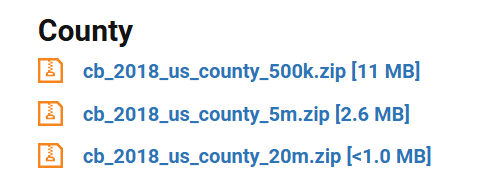 County
cb_2018_us_county_500k.zip [11 MB]
cb_2018_us_county_5m.zip [2.6 MB]
cb_2018_us_county_20m.zip [<1.0 MB]